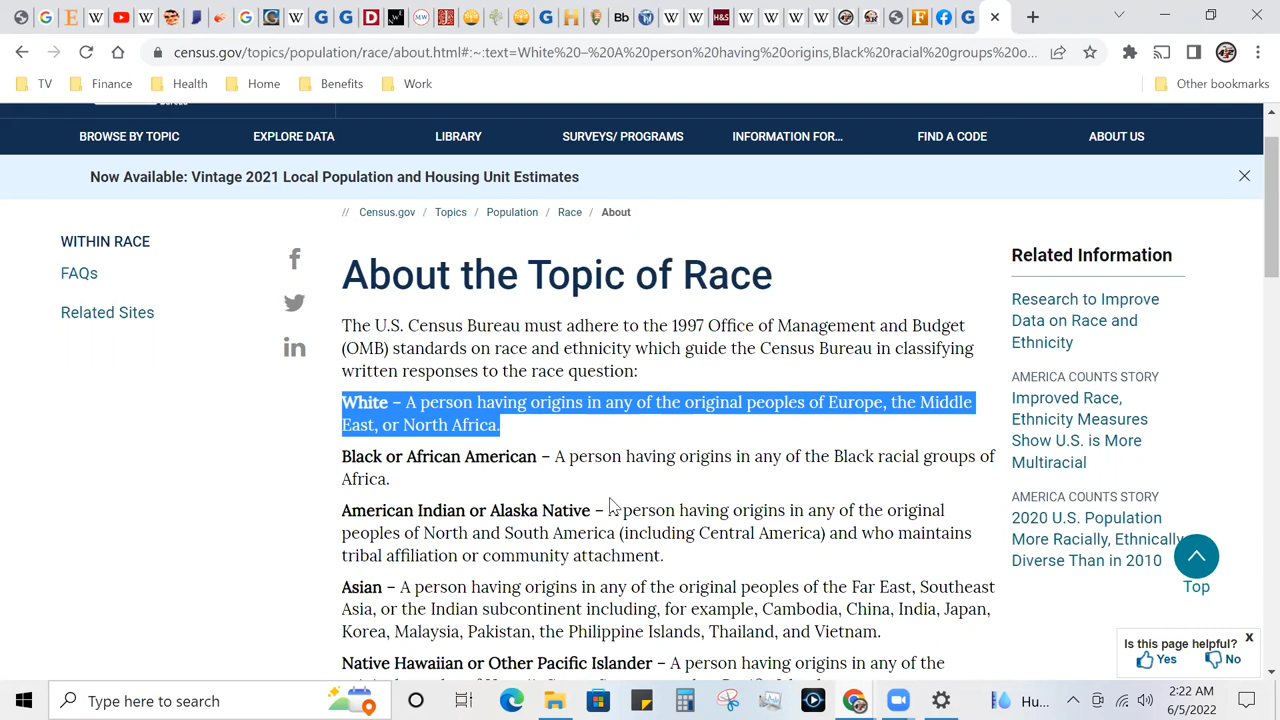 census.gov/topics/population/race/about.html#:~:text=White%20–%20A%20person%20having%20origins,Black%20racial%20groups%20o...
TV Finance Health Home Benefits Work Other bookmarks
BROWSE BY TOPIC EXPLORE DATA LIBRARY SURVEYS/ PROGRAMS INFORMATION FOR... FIND A CODE ABOUT US
Now Available: Vintage 2021 Local Population and Housing Unit Estimates
// Census.gov / Topics / Population / Race / About
WITHIN RACE
FAQs
Related Sites
About the Topic of Race
The U.S. Census Bureau must adhere to the 1997 Office of Management and Budget
(OMB) standards on race and ethnicity which guide the Census Bureau in classifying
written responses to the race question:
White – A person having origins in any of the original peoples of Europe, the Middle
East, or North Africa.
Black or African American – A person having origins in any of the Black racial groups of
Africa.
American Indian or Alaska Native – A person having origins in any of the original
peoples of North and South America (including Central America) and who maintains
tribal affiliation or community attachment.
Asian – A person having origins in any of the original peoples of the Far East, Southeast
Asia, or the Indian subcontinent including, for example, Cambodia, China, India, Japan,
Korea, Malaysia, Pakistan, the Philippine Islands, Thailand, and Vietnam.
Native Hawaiian or Other Pacific Islander – A person having origins in any of the
Related Information
Research to Improve
Data on Race and
Ethnicity
AMERICA COUNTS STORY
Improved Race,
Ethnicity Measures
Show U.S. is More
Multiracial
AMERICA COUNTS STORY
2020 U.S. Population
More Racially, Ethnically
Diverse Than in 2010
Top
Is this page helpful? X
Yes No
Type here to search
Hu...
2:22 AM
6/5/2022